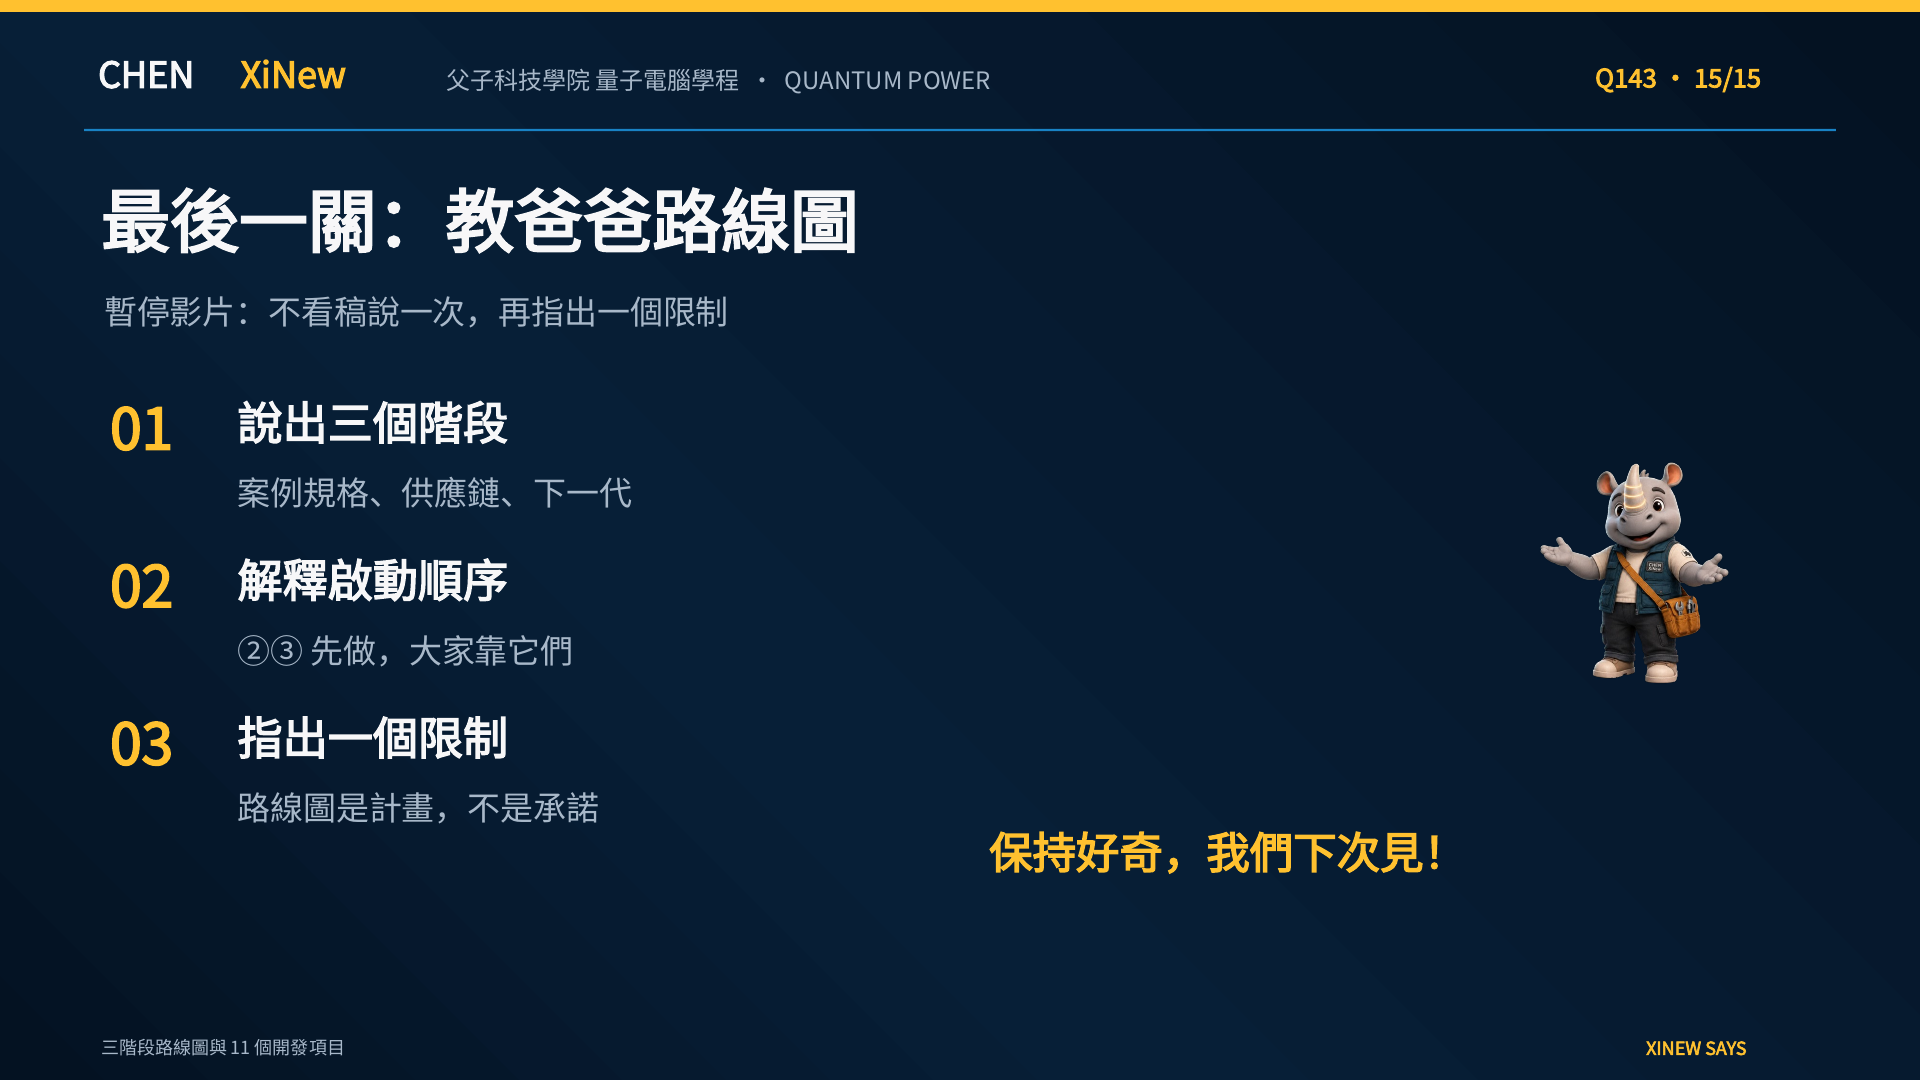 CHEN XiNew 父子科技學院 量子電腦學程 · QUANTUM POWER Q143 · 15/15
最後一關：教爸爸路線圖
暫停影片：不看稿說一次，再指出一個限制
01 說出三個階段
案例規格、供應鏈、下一代
02 解釋啟動順序
②③ 先做，大家靠它們
03 指出一個限制
路線圖是計畫，不是承諾
保持好奇，我們下次見！
三階段路線圖與 11 個開發項目
XINEW SAYS